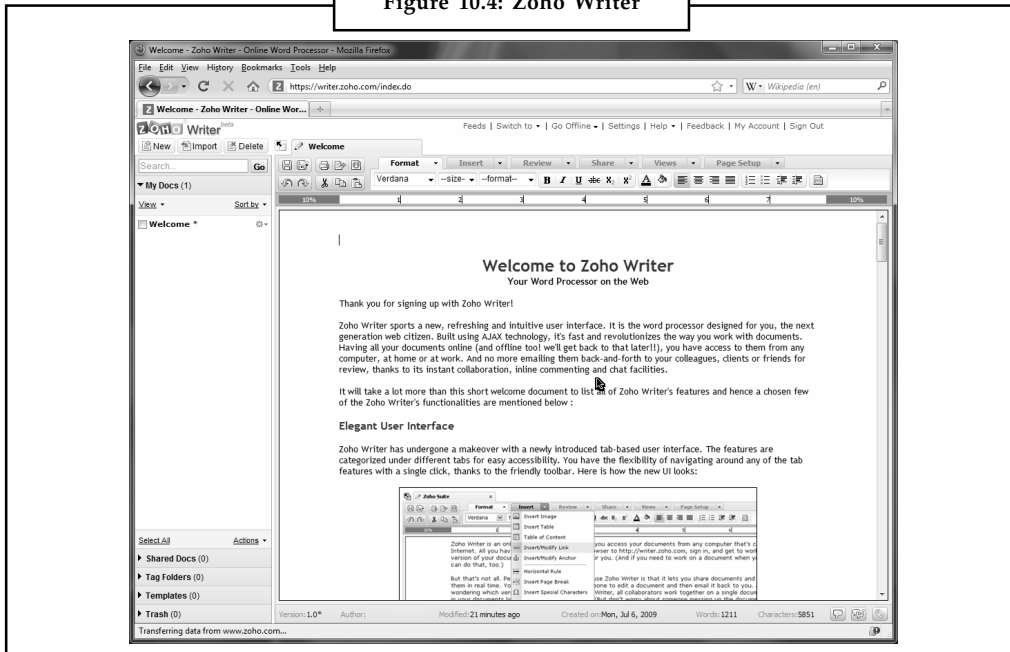 Figure 10.4: Zoho Writer
Welcome - Zoho Writer - Online Word Processor - Mozilla Firefox
File Edit View History Bookmarks Tools Help
https://writer.zoho.com/index.do
W Wikipedia (en)
Welcome - Zoho Writer - Online Wor...
ZOHO Writer beta
Feeds | Switch to | Go Offline | Settings | Help | Feedback | My Account | Sign Out
New Import Delete
Welcome
Search... Go
Format Insert Review Share Views Page Setup
My Docs (1)
Verdana --size-- --format-- B I U abc X₂ X² A
View Sort by
10% 1 2 3 4 5 6 7 10%
Welcome *
Welcome to Zoho Writer
Your Word Processor on the Web
Thank you for signing up with Zoho Writer!
Zoho Writer sports a new, refreshing and intuitive user interface. It is the word processor designed for you, the next
generation web citizen. Built using AJAX technology, it's fast and revolutionizes the way you work with documents.
Having all your documents online (and offline too! we'll get back to that later!!), you have access to them from any
computer, at home or at work. And no more emailing them back-and-forth to your colleagues, clients or friends for
review, thanks to its instant collaboration, inline commenting and chat facilities.
It will take a lot more than this short welcome document to list all of Zoho Writer's features and hence a chosen few
of the Zoho Writer's functionalities are mentioned below :
Elegant User Interface
Zoho Writer has undergone a makeover with a newly introduced tab-based user interface. The features are
categorized under different tabs for easy accessibility. You have the flexibility of navigating around any of the tab
features with a single click, thanks to the friendly toolbar. Here is how the new UI looks:
Zoho Suite
Format Insert Review Share Views Page Setup
Verdana
Insert Image
Insert Table
Table of Content
Insert/Modify Link
Insert/Modify Anchor
Horizontal Rule
Insert Page Break
Insert Special Characters
Select All Actions
Shared Docs (0)
Tag Folders (0)
Templates (0)
Trash (0)
Version:1.0* Author: Modified:21 minutes ago Created on:Mon, Jul 6, 2009 Words:1211 Characters:5851
Transferring data from www.zoho.com...